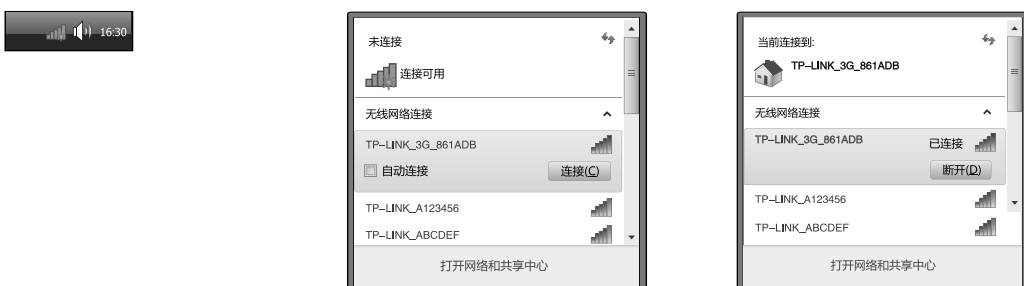 16:30
未连接
连接可用
无线网络连接
TP-LINK_3G_861ADB
自动连接
连接(C)
TP-LINK_A123456
TP-LINK_ABCDEF
打开网络和共享中心
当前连接到:
TP-LINK_3G_861ADB
无线网络连接
TP-LINK_3G_861ADB 已连接
断开(D)
TP-LINK_A123456
TP-LINK_ABCDEF
打开网络和共享中心